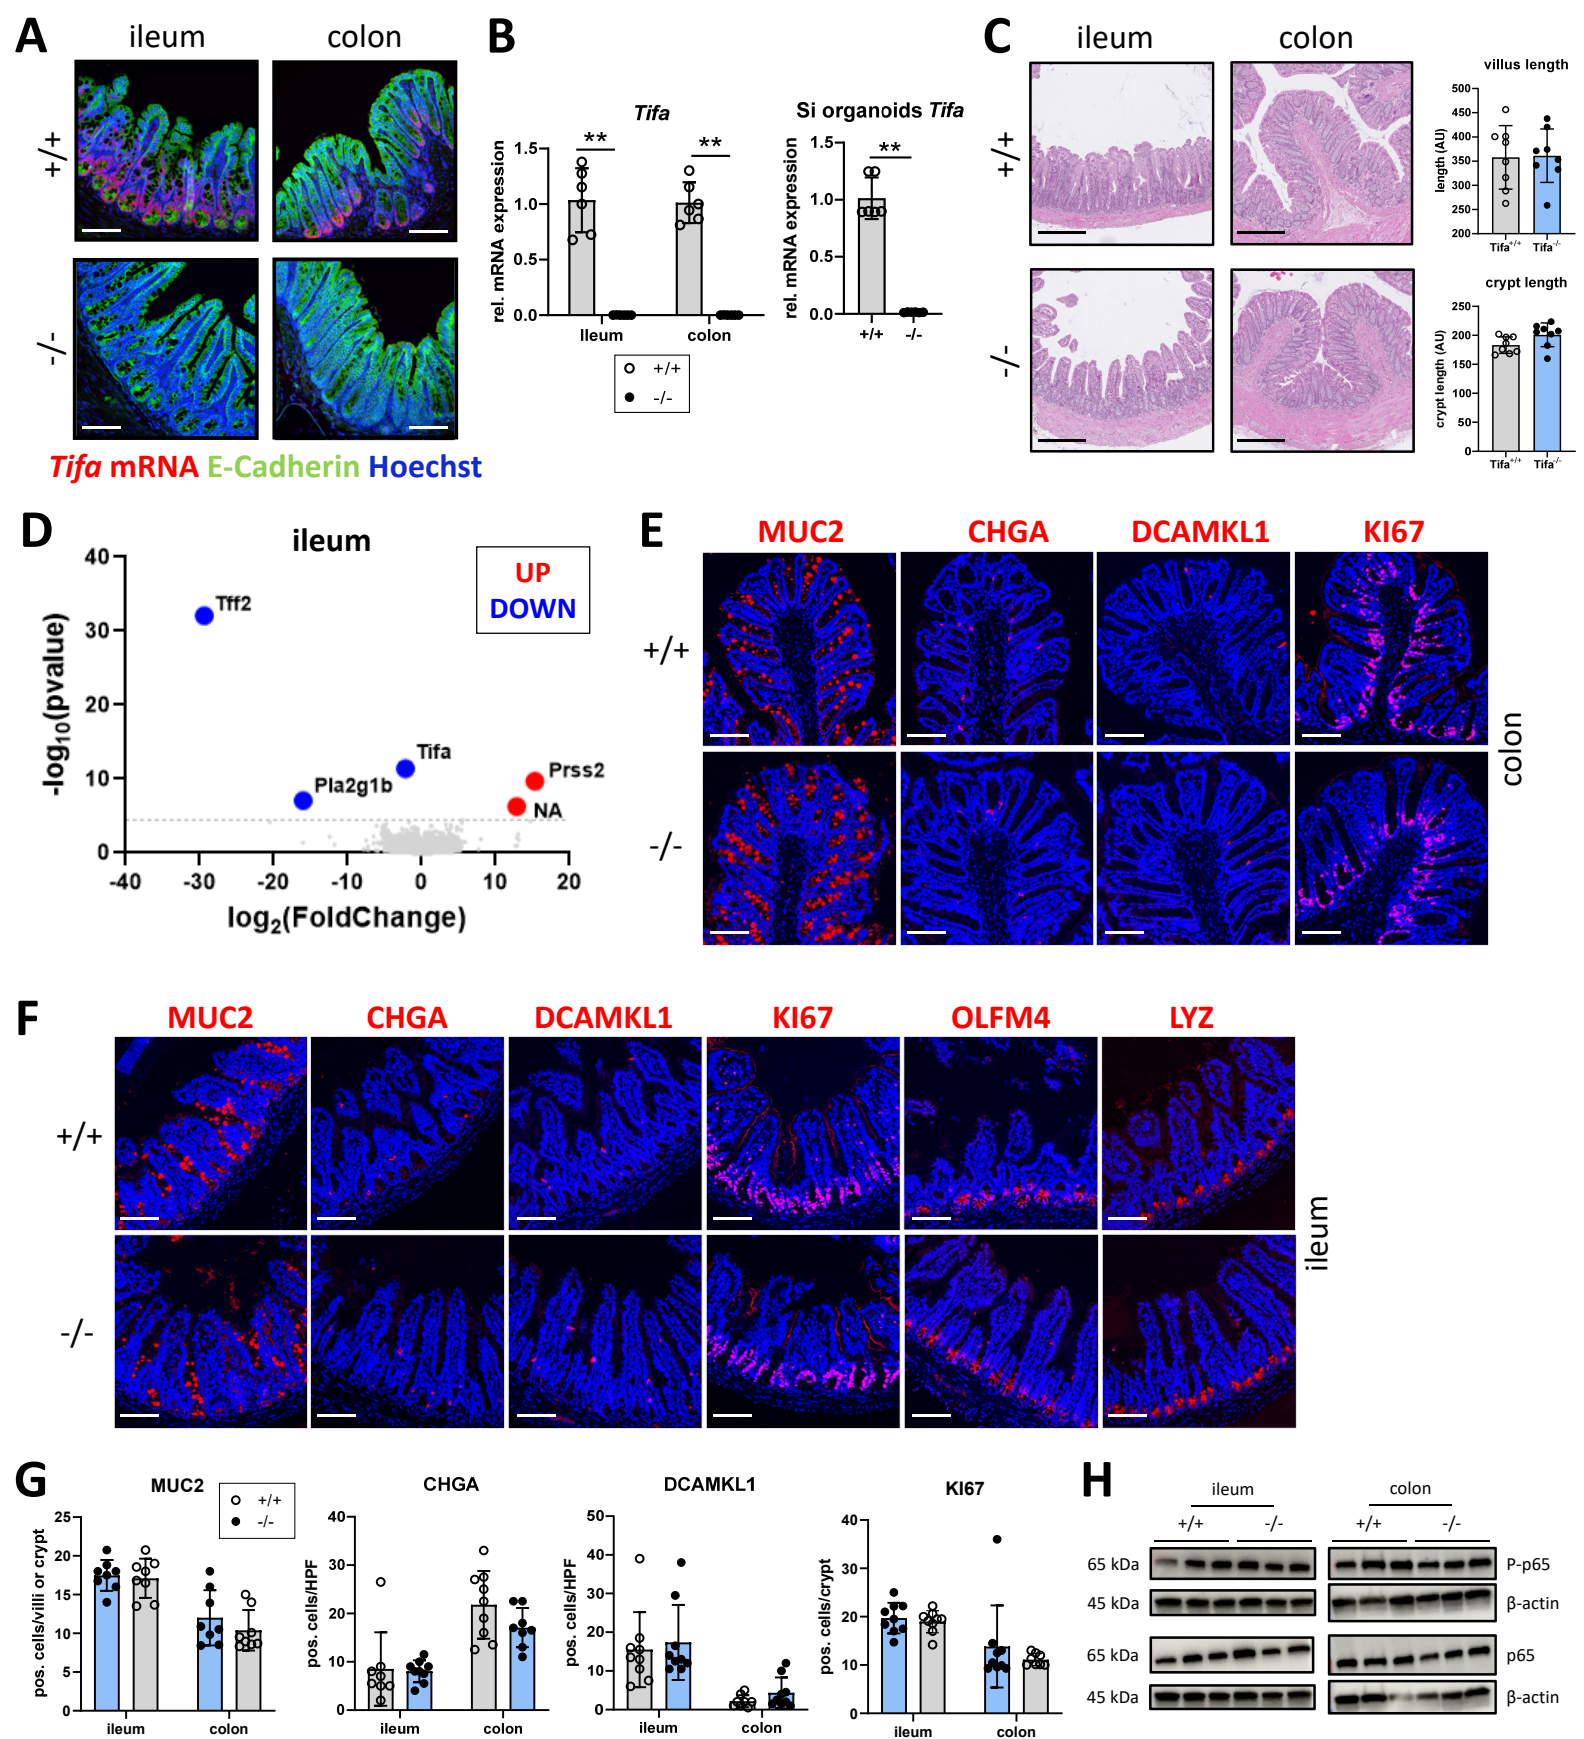 A
ileum
colon
+/+
-/-
Tifa mRNA E-Cadherin Hoechst
B
Tifa
rel. mRNA expression
1.5
1.0
0.5
0.0
**
**
Ileum
colon
+/+
-/-
Si organoids Tifa
rel. mRNA expression
1.5
1.0
0.5
0.0
**
+/+
-/-
C
ileum
colon
+/+
-/-
villus length
length (AU)
500
450
400
350
300
250
200
Tifa+/+
Tifa-/-
crypt length
crypt length (AU)
250
200
150
100
50
0
Tifa+/+
Tifa-/-
D
ileum
UP
DOWN
-log10(pvalue)
40
30
20
10
0
Tff2
Tifa
Pla2g1b
Prss2
NA
-40
-30
-20
-10
0
10
20
log2(FoldChange)
E
MUC2
CHGA
DCAMKL1
KI67
+/+
-/-
colon
F
MUC2
CHGA
DCAMKL1
KI67
OLFM4
LYZ
+/+
-/-
ileum
G
MUC2
+/+
-/-
pos. cells/villi or crypt
25
20
15
10
5
0
ileum
colon
CHGA
pos. cells/HPF
40
30
20
10
0
ileum
colon
DCAMKL1
pos. cells/HPF
50
40
30
20
10
0
ileum
colon
KI67
pos. cells/crypt
40
30
20
10
0
ileum
colon
H
ileum
colon
+/+
-/-
+/+
-/-
65 kDa
P-p65
45 kDa
β-actin
65 kDa
p65
45 kDa
β-actin